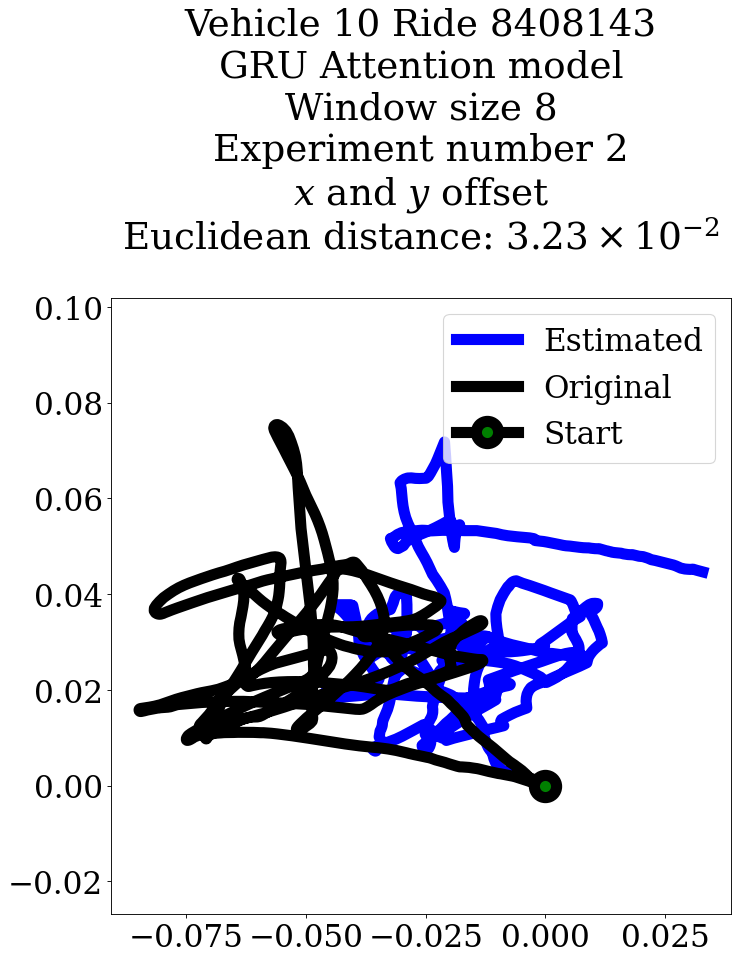 Vehicle 10 Ride 8408143
GRU Attention model
Window size 8
Experiment number 2
x and y offset
Euclidean distance: 3.23 × 10⁻²
0.10
0.08
0.06
0.04
0.02
0.00
−0.02
Estimated
Original
Start
−0.075 −0.050 −0.025 0.000 0.025